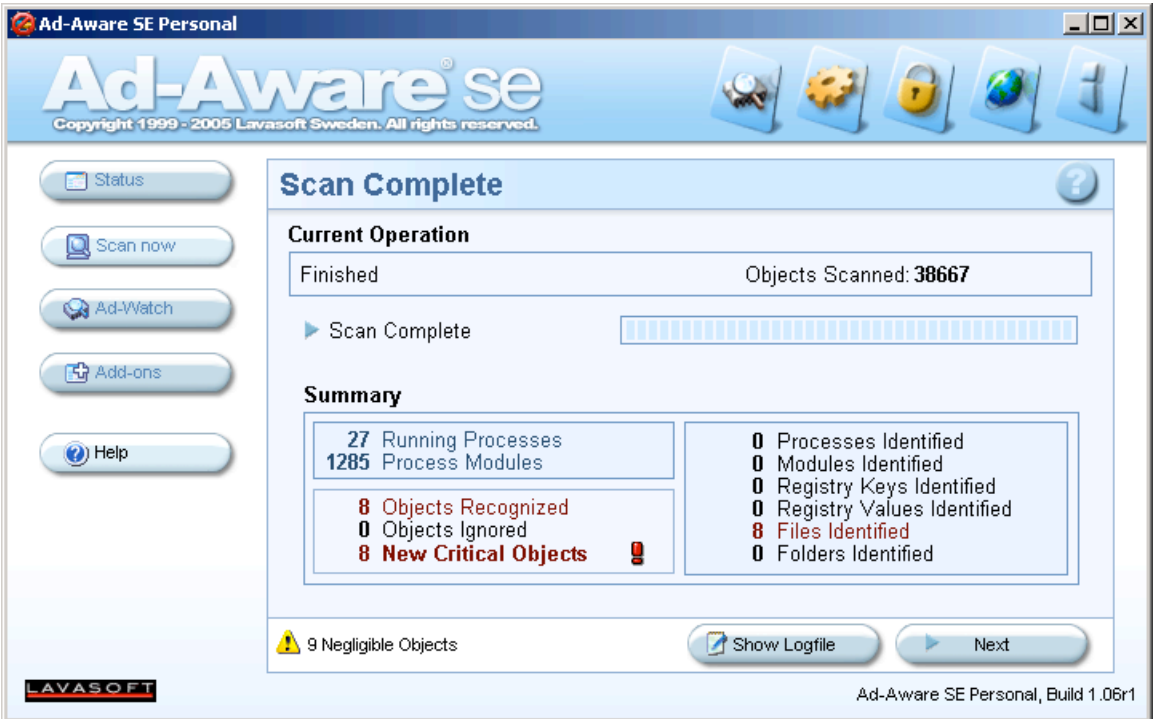 Ad-Aware SE Personal
Ad-Aware® se
Copyright 1999 - 2005 Lavasoft Sweden. All rights reserved.
Status
Scan now
Ad-Watch
Add-ons
Help
Scan Complete
?
Current Operation
Finished Objects Scanned: 38667
Scan Complete
Summary
27 Running Processes
1285 Process Modules
8 Objects Recognized
0 Objects Ignored
8 New Critical Objects
0 Processes Identified
0 Modules Identified
0 Registry Keys Identified
0 Registry Values Identified
8 Files Identified
0 Folders Identified
9 Negligible Objects
Show Logfile
Next
LAVASOFT
Ad-Aware SE Personal, Build 1.06r1